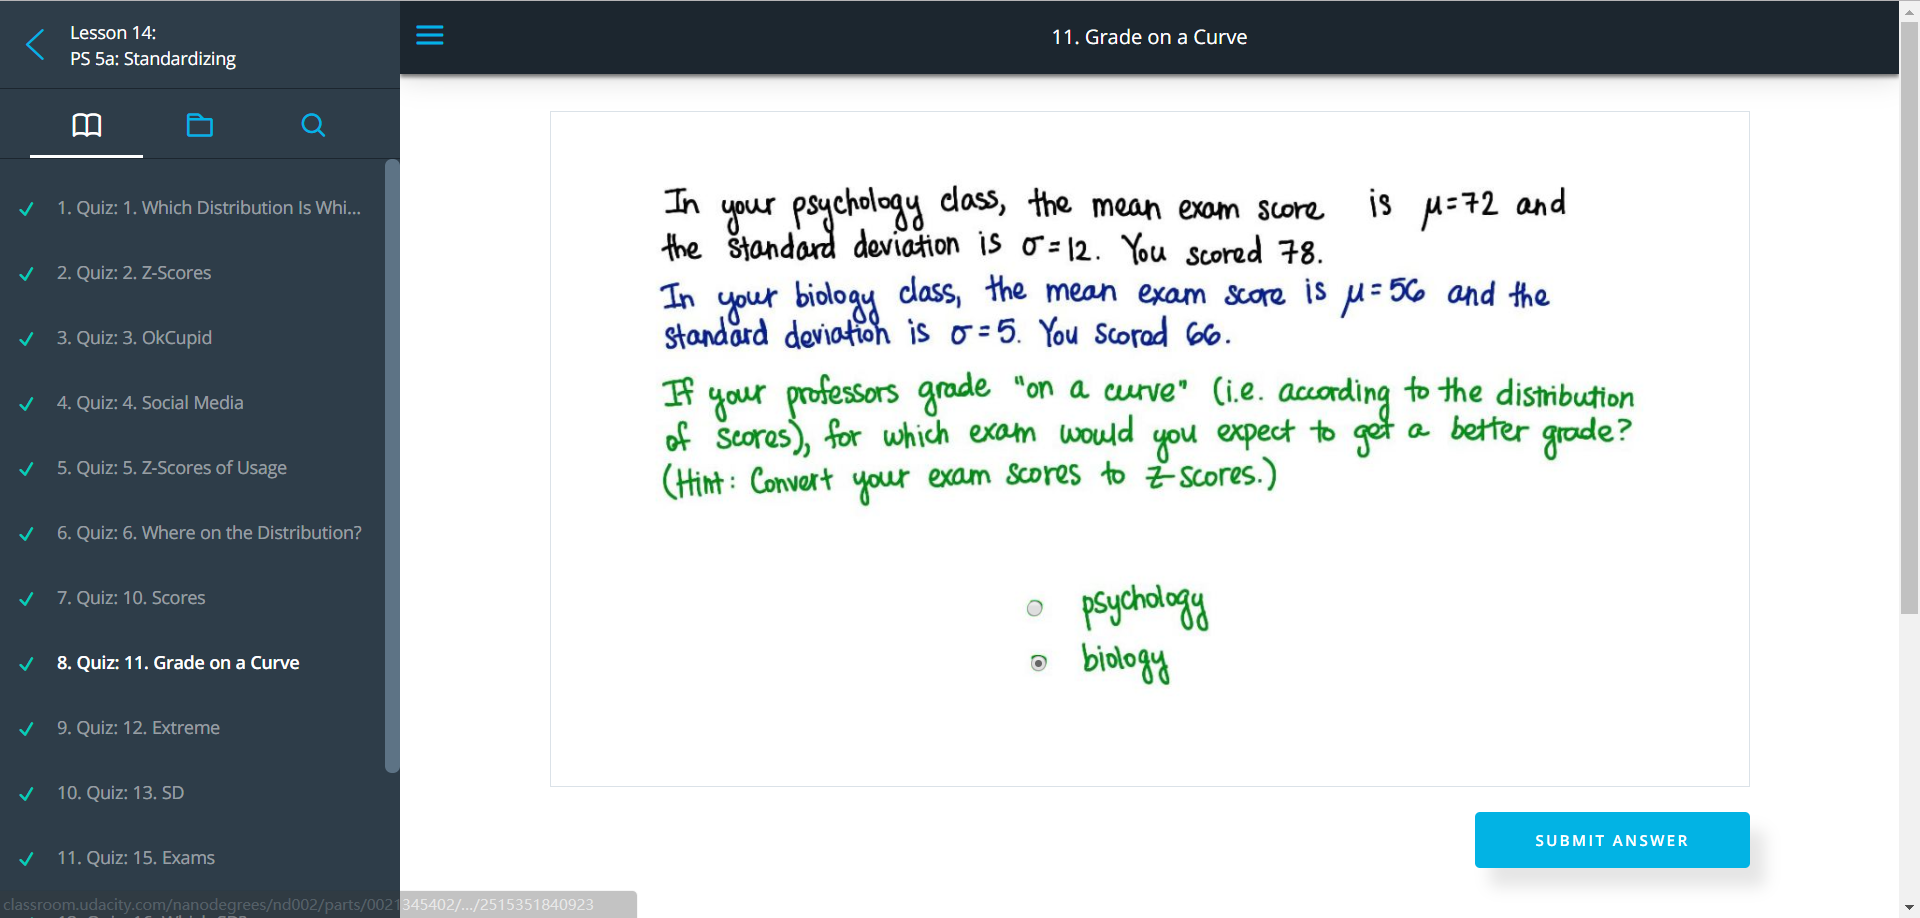 Lesson 14:
PS 5a: Standardizing
1. Quiz: 1. Which Distribution Is Whi...
2. Quiz: 2. Z-Scores
3. Quiz: 3. OkCupid
4. Quiz: 4. Social Media
5. Quiz: 5. Z-Scores of Usage
6. Quiz: 6. Where on the Distribution?
7. Quiz: 10. Scores
8. Quiz: 11. Grade on a Curve
9. Quiz: 12. Extreme
10. Quiz: 13. SD
11. Quiz: 15. Exams
classroom.udacity.com/nanodegrees/nd002/parts/0021345402/.../2515351840923
11. Grade on a Curve
In your psychology class, the mean exam score is μ=72 and
the standard deviation is σ=12. You scored 78.
In your biology class, the mean exam score is μ=56 and the
standard deviation is σ=5. You scored 66.
If your professors grade "on a curve" (i.e. according to the distribution
of scores), for which exam would you expect to get a better grade?
(Hint: Convert your exam scores to z-scores.)
psychology
biology
SUBMIT ANSWER